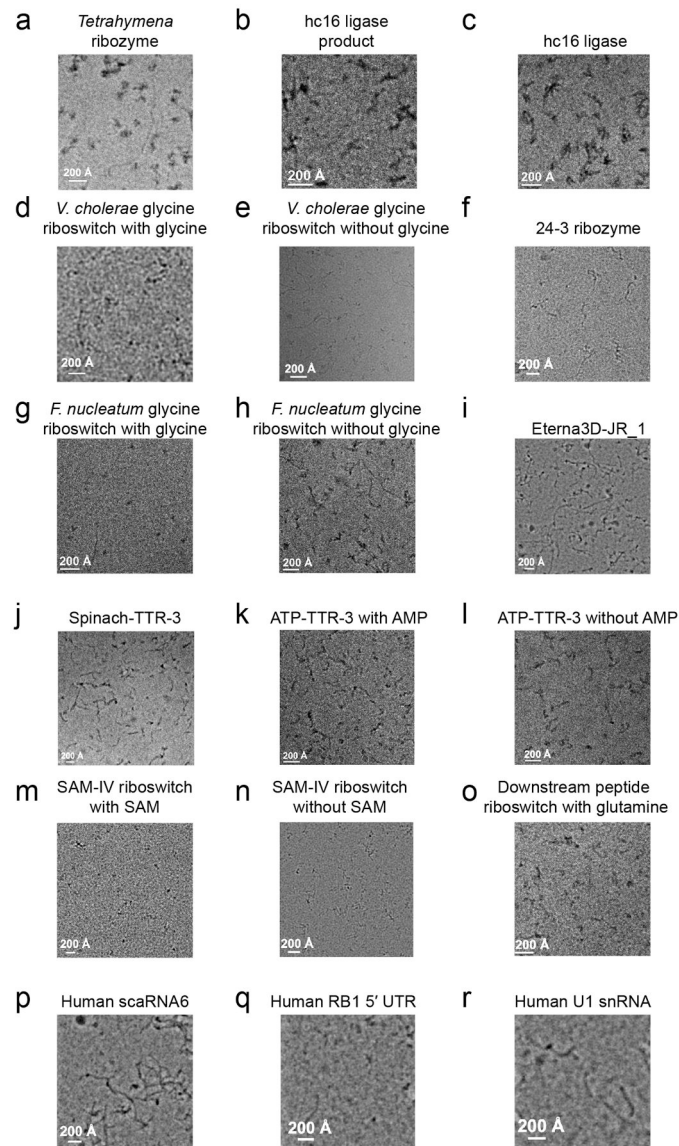 a
Tetrahymena
ribozyme
200 Å
b
hc16 ligase
product
200 Å
c
hc16 ligase
200 Å
d
V. cholerae glycine
riboswitch with glycine
200 Å
e
V. cholerae glycine
riboswitch without glycine
200 Å
f
24-3 ribozyme
200 Å
g
F. nucleatum glycine
riboswitch with glycine
200 Å
h
F. nucleatum glycine
riboswitch without glycine
200 Å
i
Eterna3D-JR_1
200 Å
j
Spinach-TTR-3
200 Å
k
ATP-TTR-3 with AMP
200 Å
l
ATP-TTR-3 without AMP
200 Å
m
SAM-IV riboswitch
with SAM
200 Å
n
SAM-IV riboswitch
without SAM
200 Å
o
Downstream peptide
riboswitch with glutamine
200 Å
p
Human scaRNA6
200 Å
q
Human RB1 5′ UTR
200 Å
r
Human U1 snRNA
200 Å